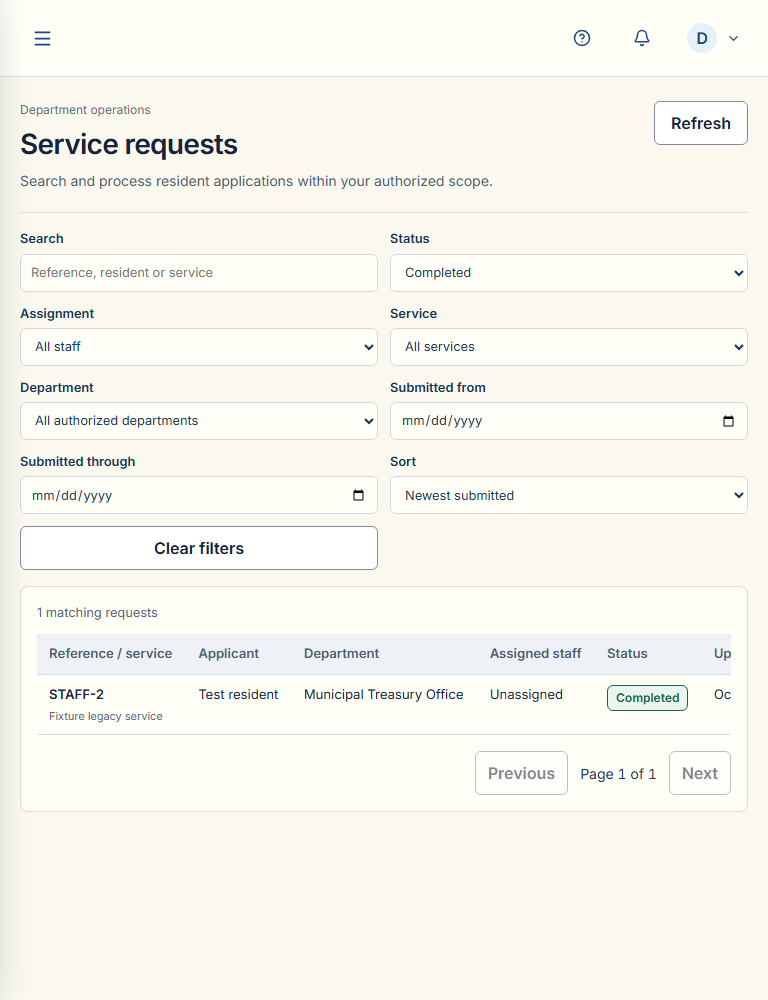 D
Department operations
Service requests
Refresh
Search and process resident applications within your authorized scope.
Search
Status
Reference, resident or service
Completed
Assignment
Service
All staff
All services
Department
Submitted from
All authorized departments
mm/dd/yyyy
Submitted through
Sort
mm/dd/yyyy
Newest submitted
Clear filters
1 matching requests
Reference / service Applicant Department Assigned staff Status Up
STAFF-2 Test resident Municipal Treasury Office Unassigned Completed Oc
Fixture legacy service
Previous Page 1 of 1 Next